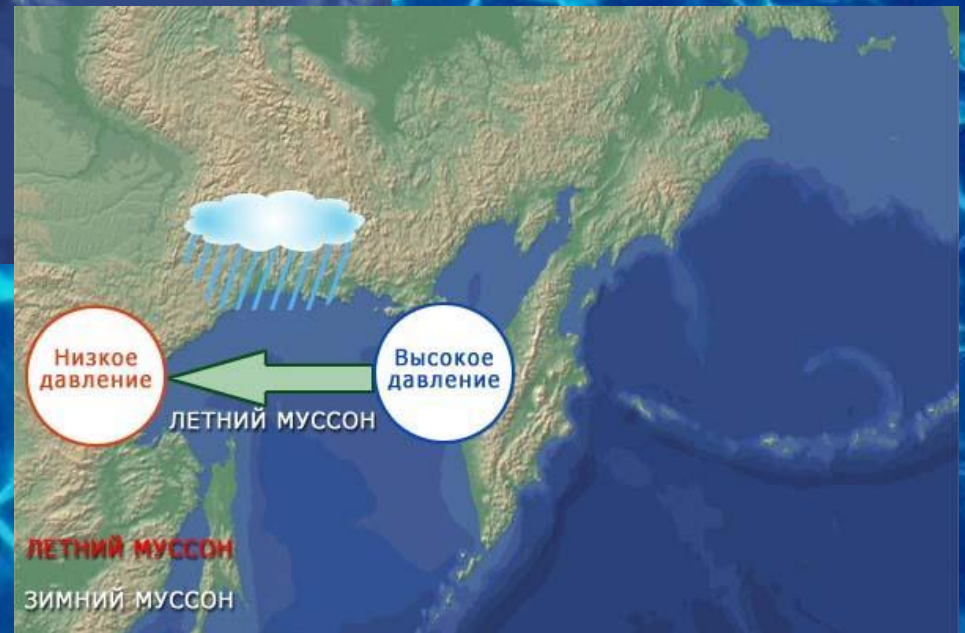 Низкое
давление
Высокое
давление
ЛЕТНИЙ МУССОН
ЛЕТНИЙ МУССОН
ЗИМНИЙ МУССОН